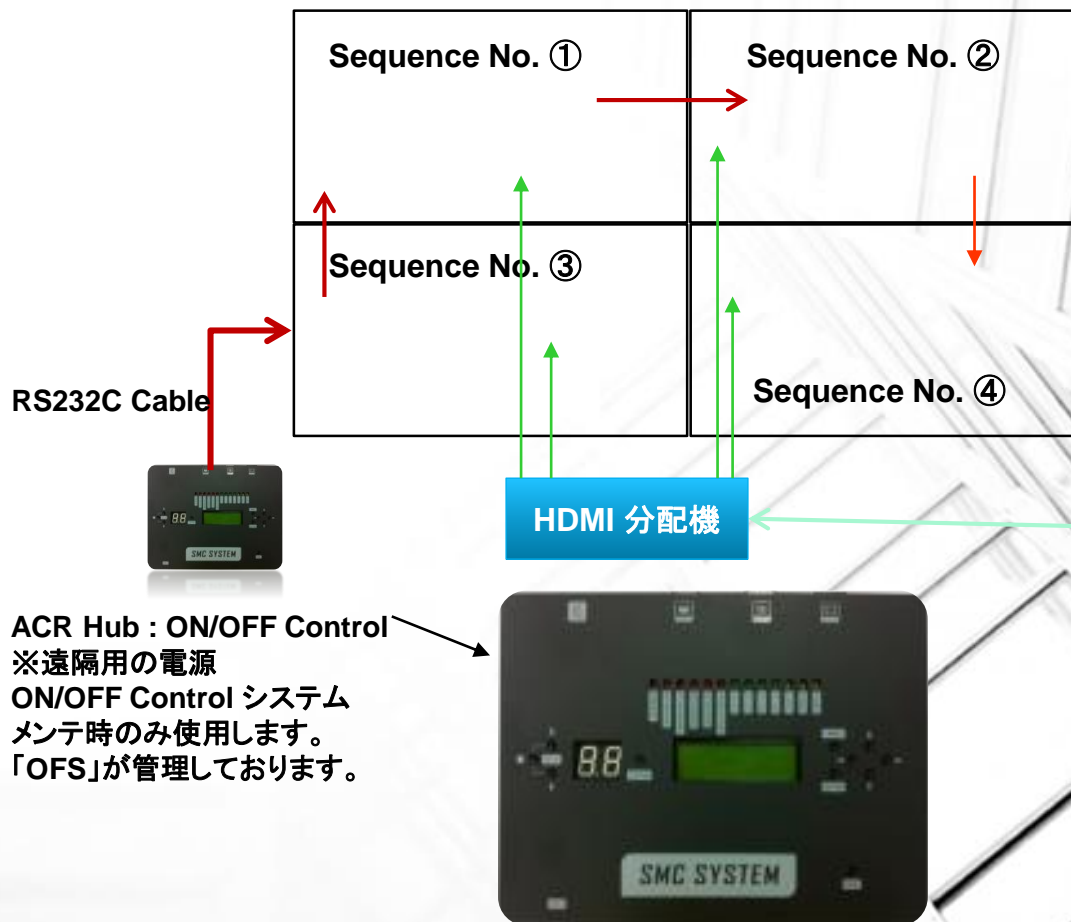 Sequence No. ①
Sequence No. ②
Sequence No. ③
Sequence No. ④
RS232C Cable
SMC SYSTEM
HDMI 分配機
ACR Hub : ON/OFF Control
※遠隔用の電源
ON/OFF Control システム
メンテ時のみ使用します。
「OFS」が管理しております。
88
SMC SYSTEM